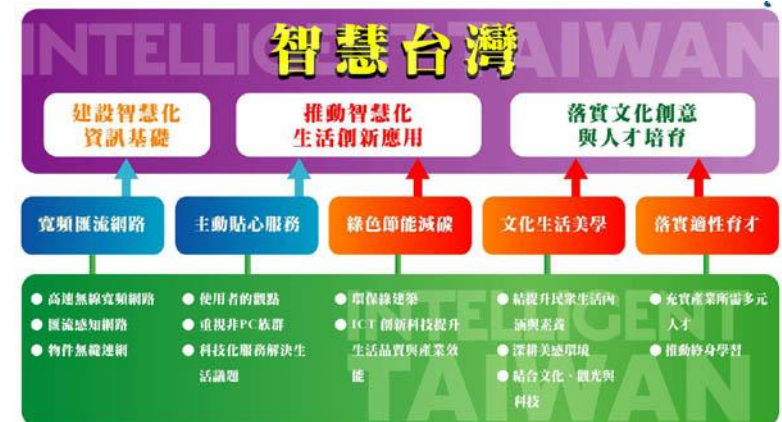 INTELLIGENT TAIWAN
智慧台灣
建設智慧化
資訊基礎
推動智慧化
生活創新應用
落實文化創意
與人才培育
寬頻匯流網路
主動貼心服務
綠色節能減碳
文化生活美學
落實適性育才
● 高速無線寬頻網路
● 匯流感知網路
● 物件無縫連網
● 使用者的觀點
● 重視非PC族群
● 科技化服務解決生
活議題
● 環保綠建築
● ICT 創新科技提升
生活品質與產業效
能
● 結提升民眾生活內
涵與素養
● 深耕美感環境
● 結合文化、觀光與
科技
● 充實產業所需多元
人才
● 推動終身學習
INTELLIGENT
TAIWAN